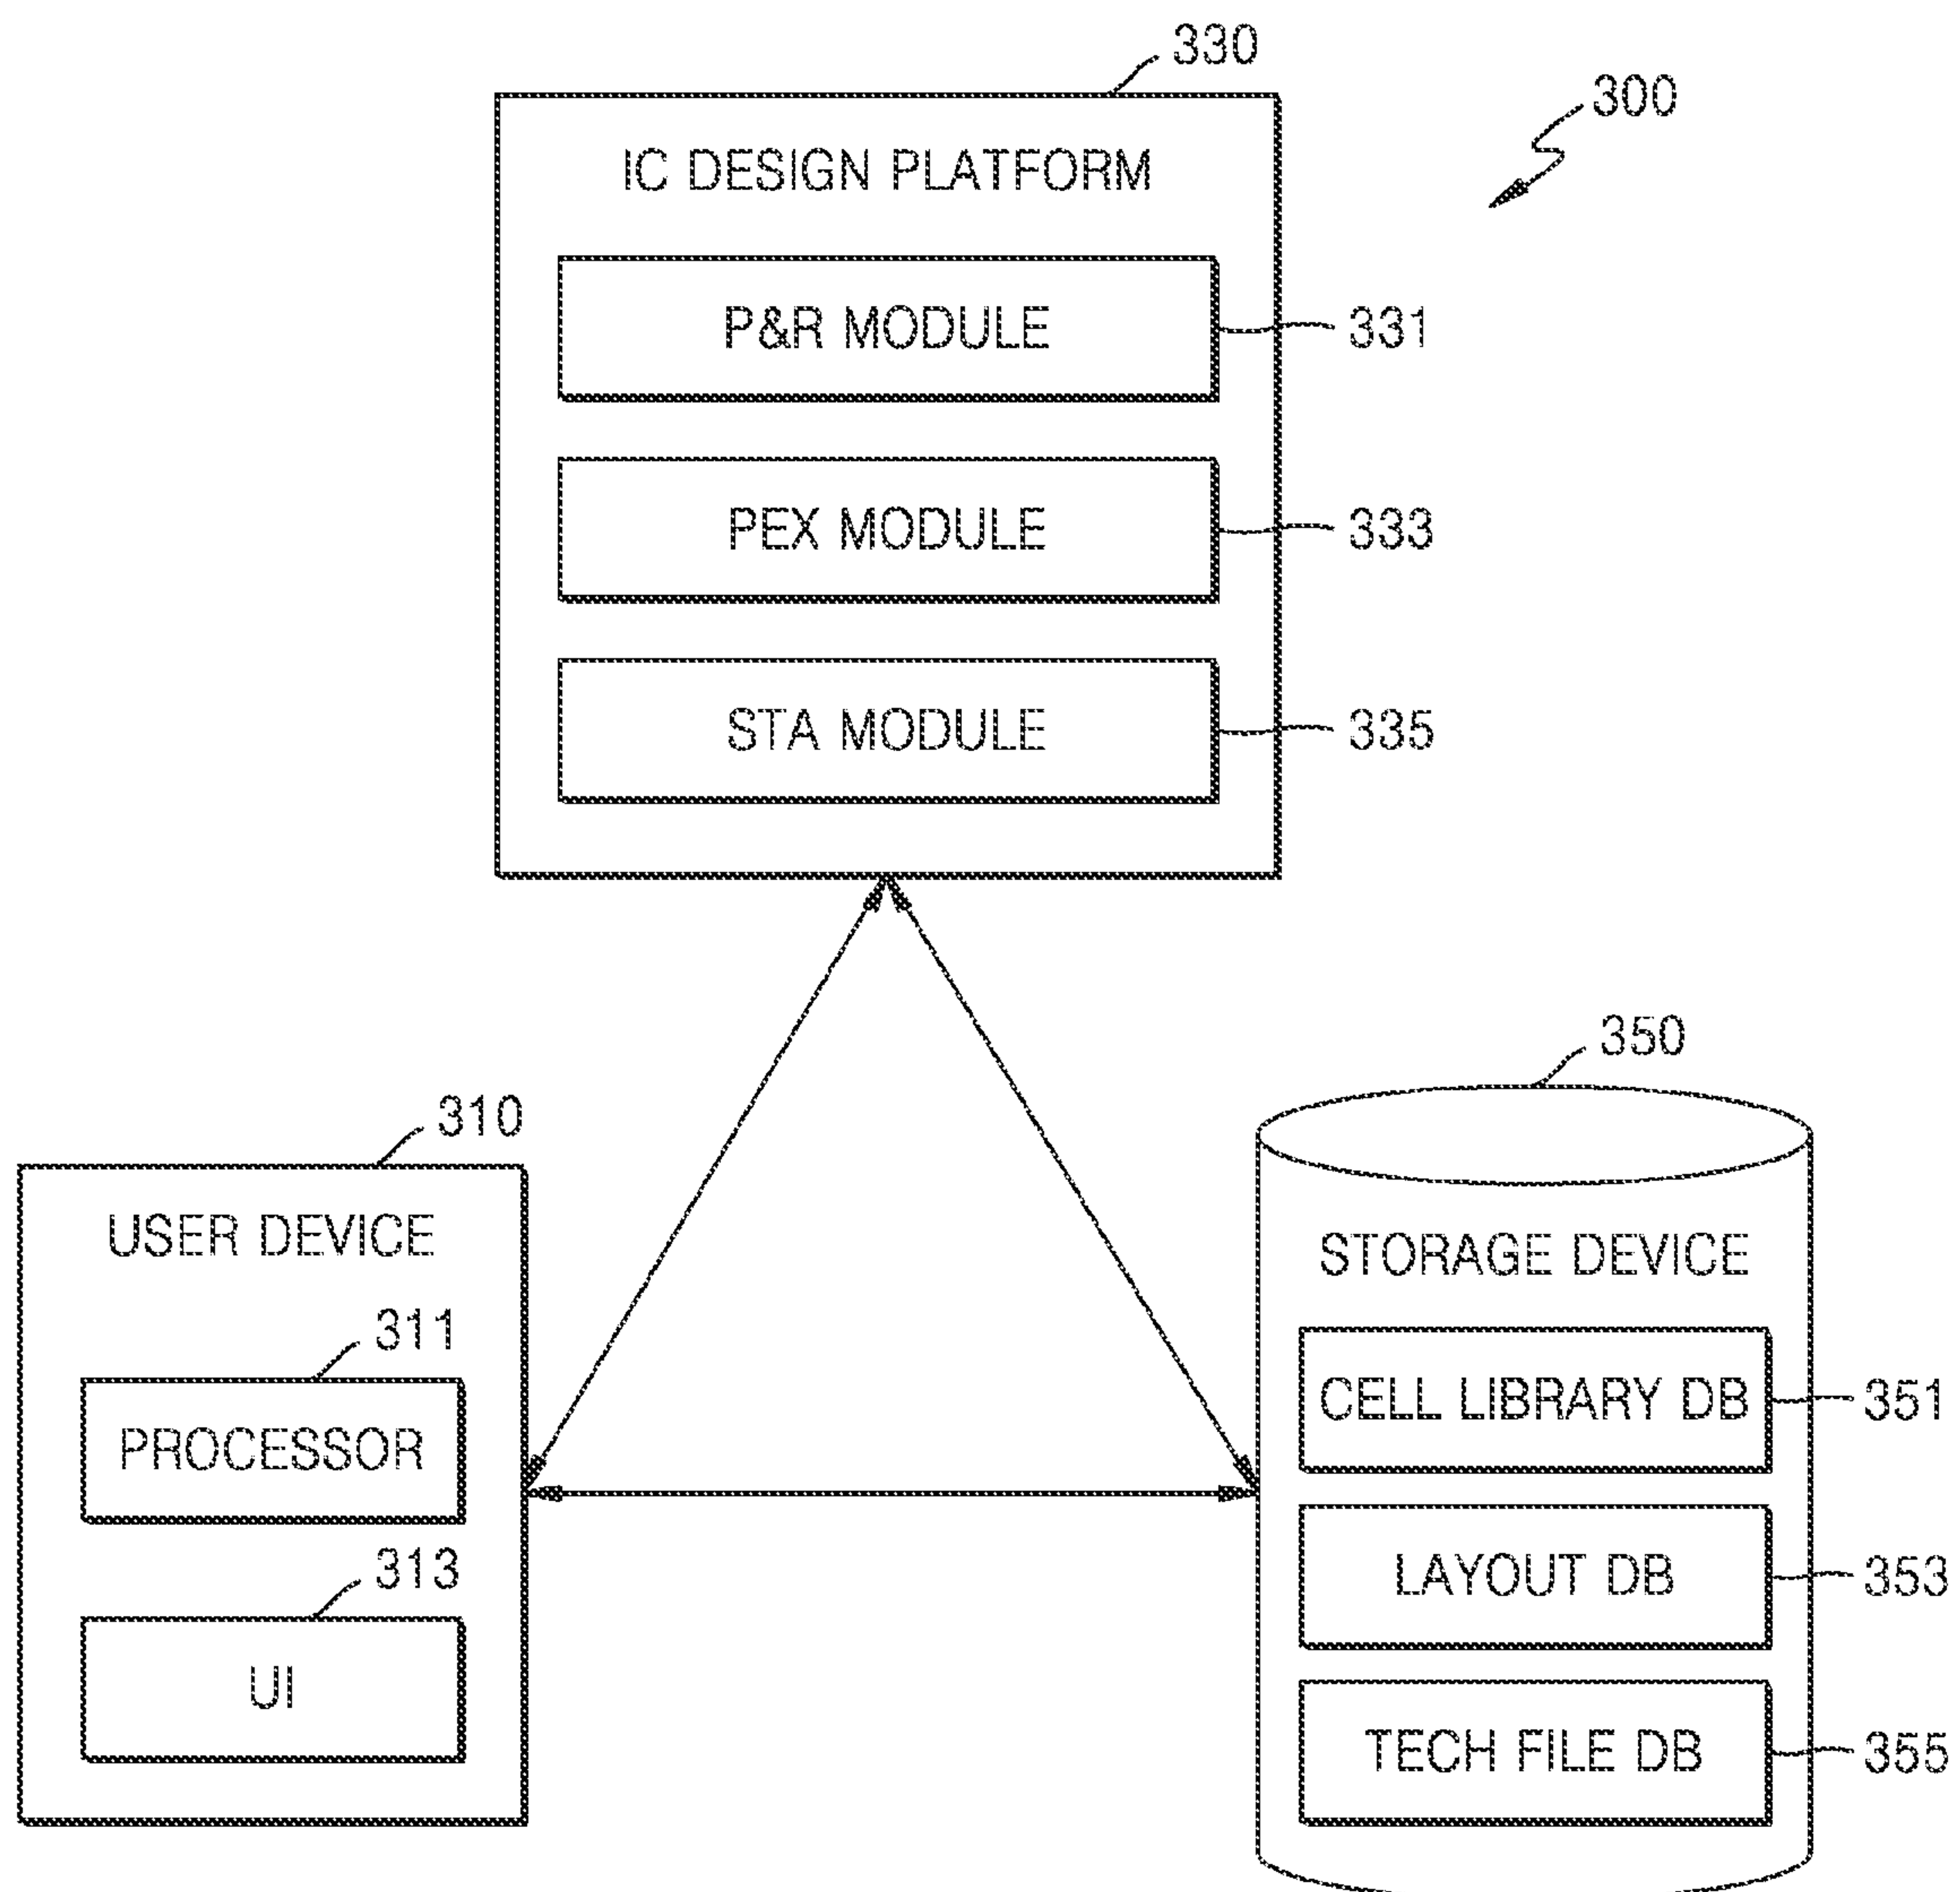 330
300
IC DESIGN PLATFORM
P&R MODULE
331
PEX MODULE
333
STA MODULE
335
350
310
USER DEVICE
STORAGE DEVICE
311
PROCESSOR
CELL LIBRARY DB
351
313
LAYOUT DB
353
UI
TECH FILE DB
355